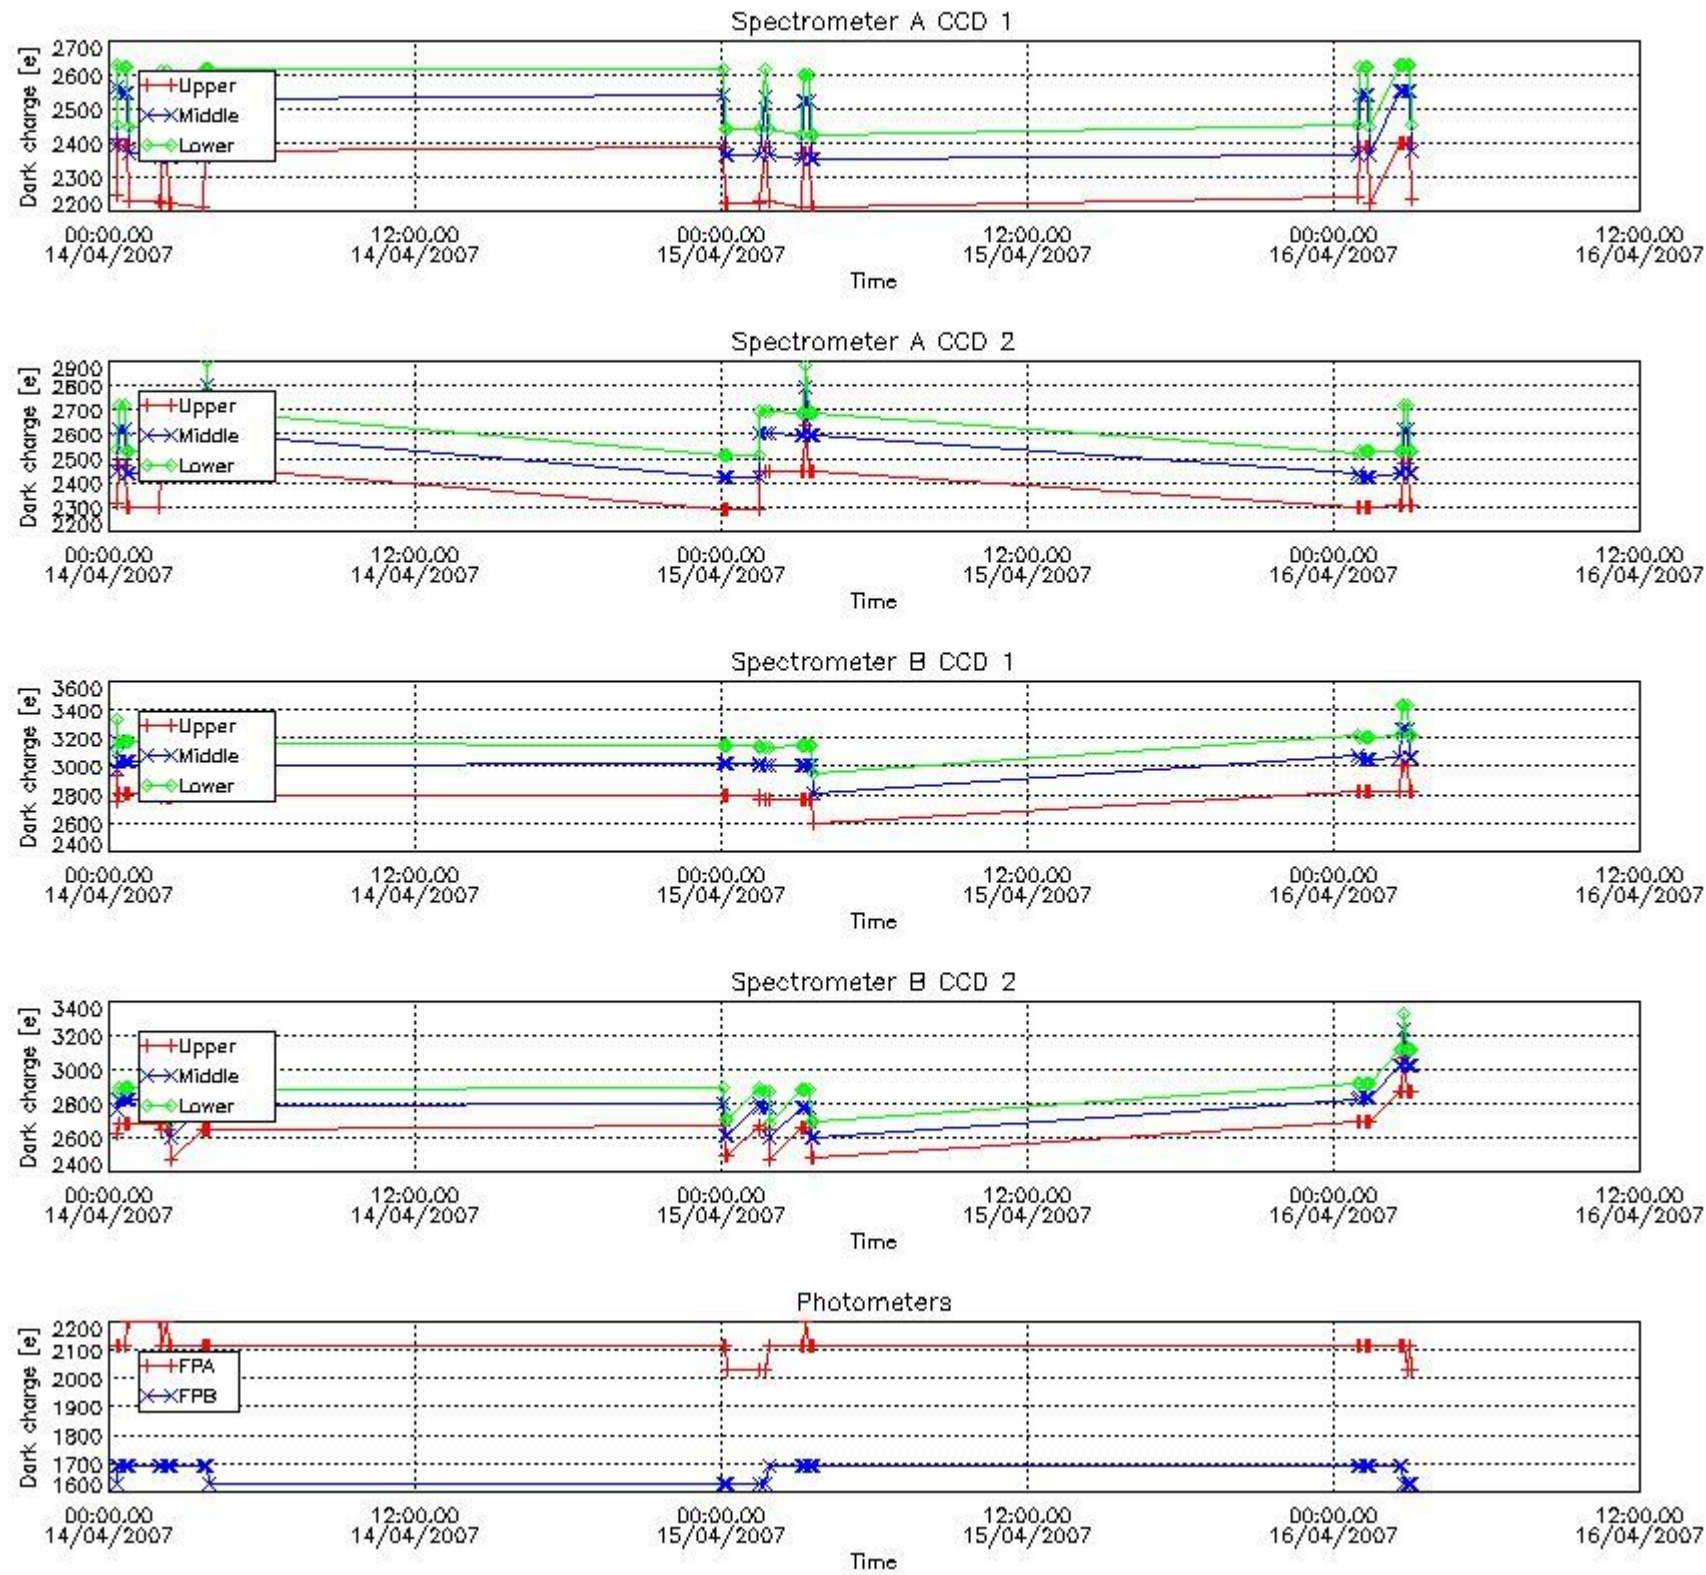 Spectrometer A CCD 1
Dark charge [e]
2700
2600
2500
2400
2300
2200
Upper
Middle
Lower
00:00.00 12:00.00 00:00.00 12:00.00 00:00.00 12:00.00
14/04/2007 14/04/2007 15/04/2007 15/04/2007 16/04/2007 16/04/2007
Time
Spectrometer A CCD 2
Dark charge [e]
2900
2800
2700
2600
2500
2400
2300
2200
Upper
Middle
Lower
00:00.00 12:00.00 00:00.00 12:00.00 00:00.00 12:00.00
14/04/2007 14/04/2007 15/04/2007 15/04/2007 16/04/2007 16/04/2007
Time
Spectrometer B CCD 1
Dark charge [e]
3600
3400
3200
3000
2800
2600
2400
Upper
Middle
Lower
00:00.00 12:00.00 00:00.00 12:00.00 00:00.00 12:00.00
14/04/2007 14/04/2007 15/04/2007 15/04/2007 16/04/2007 16/04/2007
Time
Spectrometer B CCD 2
Dark charge [e]
3400
3200
3000
2800
2600
2400
Upper
Middle
Lower
00:00.00 12:00.00 00:00.00 12:00.00 00:00.00 12:00.00
14/04/2007 14/04/2007 15/04/2007 15/04/2007 16/04/2007 16/04/2007
Time
Photometers
Dark charge [e]
2200
2100
2000
1900
1800
1700
1600
FPA
FPB
00:00.00 12:00.00 00:00.00 12:00.00 00:00.00 12:00.00
14/04/2007 14/04/2007 15/04/2007 15/04/2007 16/04/2007 16/04/2007
Time